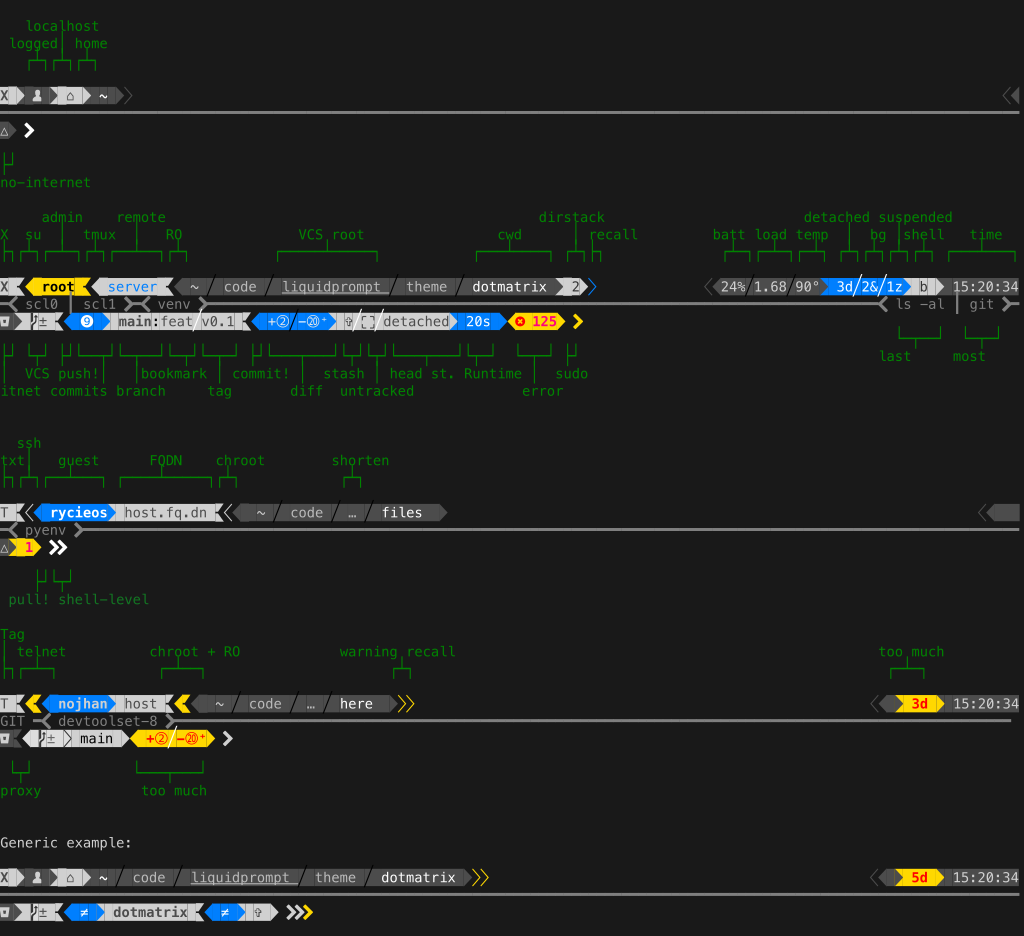 localhost
logged home
X ⌂ ~
△
no-internet
admin remote dirstack detached suspended
X su tmux RO VCS root cwd recall batt load temp bg shell time
X root server ~ code liquidprompt theme dotmatrix 2 24% 1.68 90° 3d/2&/1z b 15:20:34
scl0 scl1 venv ls -al git
± ❾ main:feat/v0.1 +②/−⑳⁺ ✞ [] detached 20s ⊗ 125
last most
VCS push! bookmark commit! stash head st. Runtime sudo
itnet commits branch tag diff untracked error
ssh
txt guest FQDN chroot shorten
T rycieos host.fq.dn ~ code … files
pyenv
△ 1
pull! shell-level
Tag
telnet chroot + RO warning recall too much
T nojhan host ~ code … here 3d 15:20:34
GIT devtoolset-8
± main +②/−⑳⁺
proxy too much
Generic example:
X ⌂ ~ code liquidprompt theme dotmatrix 5d 15:20:34
± ≠ dotmatrix ≠ ✞